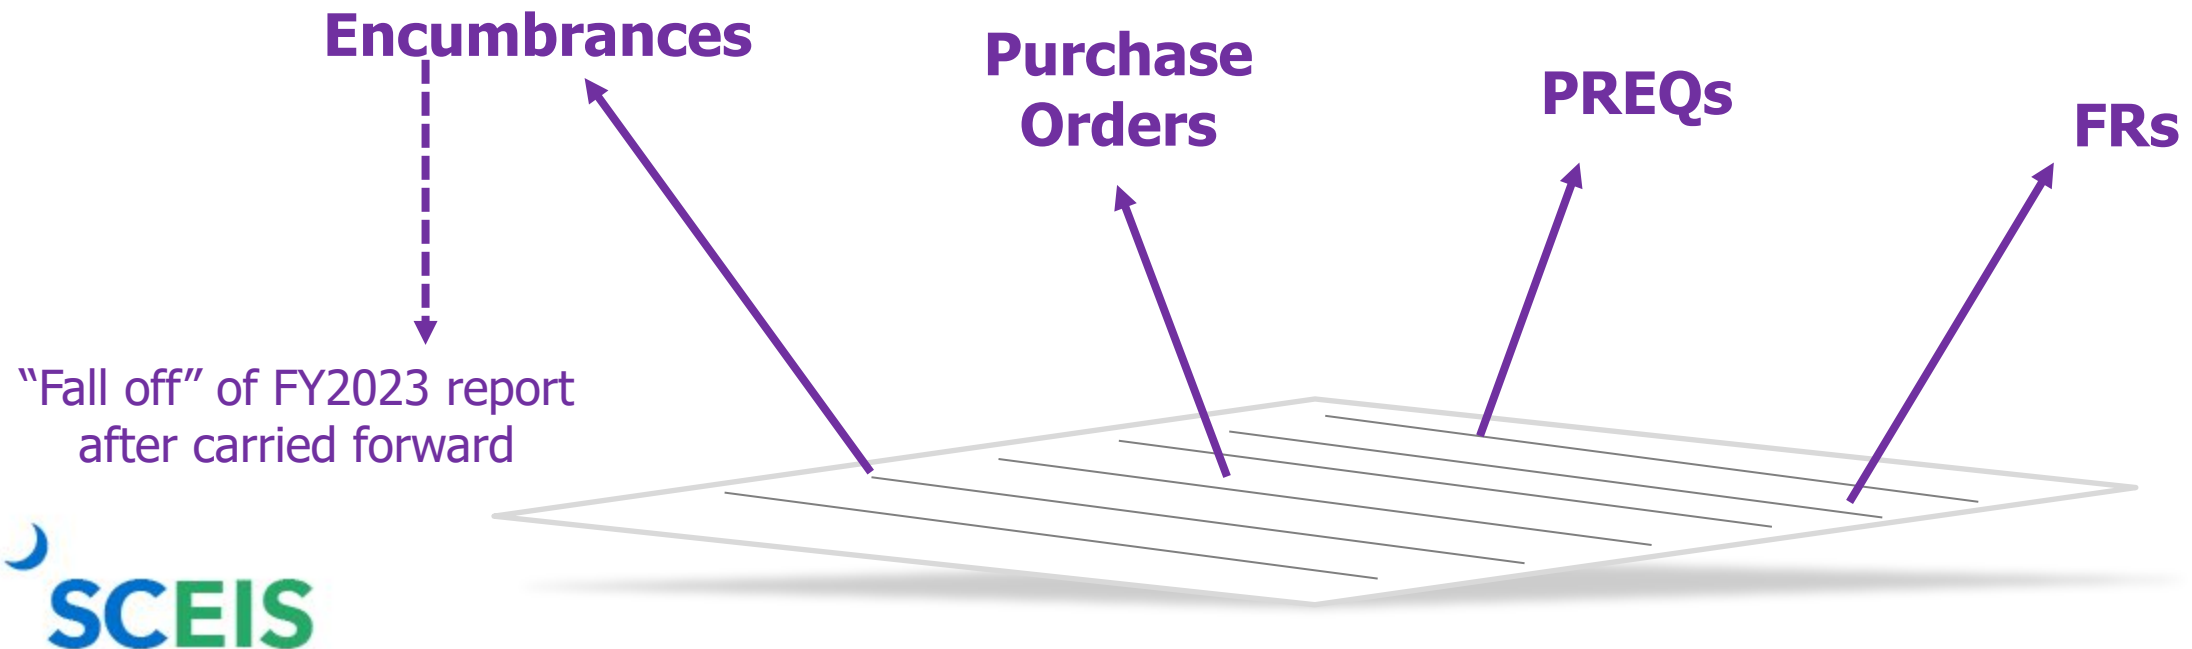 Encumbrances
Purchase
Orders
PREQs
FRs
“Fall off” of FY2023 report
after carried forward
SCEIS